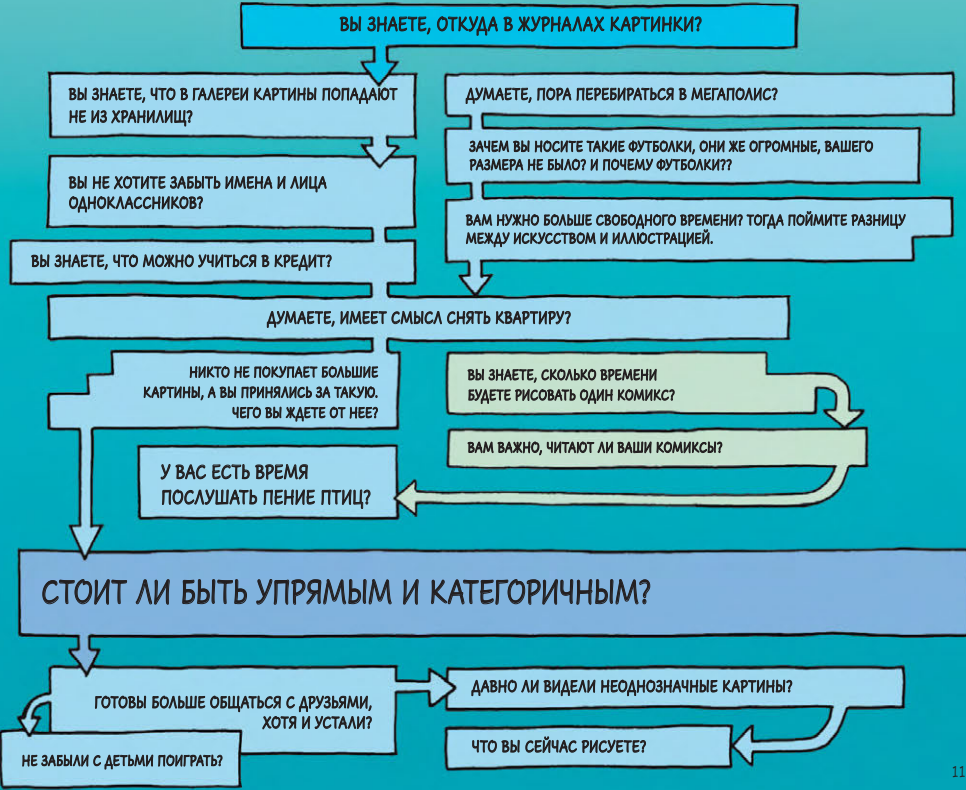 ВЫ ЗНАЕТЕ, ОТКУДА В ЖУРНАЛАХ КАРТИНКИ?
ВЫ ЗНАЕТЕ, ЧТО В ГАЛЕРЕИ КАРТИНЫ ПОПАДАЮТ
НЕ ИЗ ХРАНИЛИЩ?
ВЫ НЕ ХОТИТЕ ЗАБЫТЬ ИМЕНА И ЛИЦА
ОДНОКЛАССНИКОВ?
ВЫ ЗНАЕТЕ, ЧТО МОЖНО УЧИТЬСЯ В КРЕДИТ?
ДУМАЕТЕ, ПОРА ПЕРЕБИРАТЬСЯ В МЕГАПОЛИС?
ЗАЧЕМ ВЫ НОСИТЕ ТАКИЕ ФУТБОЛКИ, ОНИ ЖЕ ОГРОМНЫЕ, ВАШЕГО
РАЗМЕРА НЕ БЫЛО? И ПОЧЕМУ ФУТБОЛКИ??
ВАМ НУЖНО БОЛЬШЕ СВОБОДНОГО ВРЕМЕНИ? ТОГДА ПОЙМИТЕ РАЗНИЦУ
МЕЖДУ ИСКУССТВОМ И ИЛЛЮСТРАЦИЕЙ.
ДУМАЕТЕ, ИМЕЕТ СМЫСЛ СНЯТЬ КВАРТИРУ?
НИКТО НЕ ПОКУПАЕТ БОЛЬШИЕ
КАРТИНЫ, А ВЫ ПРИНЯЛИСЬ ЗА ТАКУЮ.
ЧЕГО ВЫ ЖДЕТЕ ОТ НЕЕ?
ВЫ ЗНАЕТЕ, СКОЛЬКО ВРЕМЕНИ
БУДЕТЕ РИСОВАТЬ ОДИН КОМИКС?
ВАМ ВАЖНО, ЧИТАЮТ ЛИ ВАШИ КОМИКСЫ?
У ВАС ЕСТЬ ВРЕМЯ
ПОСЛУШАТЬ ПЕНИЕ ПТИЦ?
СТОИТ ЛИ БЫТЬ УПРЯМЫМ И КАТЕГОРИЧНЫМ?
ГОТОВЫ БОЛЬШЕ ОБЩАТЬСЯ С ДРУЗЬЯМИ,
ХОТЯ И УСТАЛИ?
НЕ ЗАБЫЛИ С ДЕТЬМИ ПОИГРАТЬ?
ДАВНО ЛИ ВИДЕЛИ НЕОДНОЗНАЧНЫЕ КАРТИНЫ?
ЧТО ВЫ СЕЙЧАС РИСУЕТЕ?
11